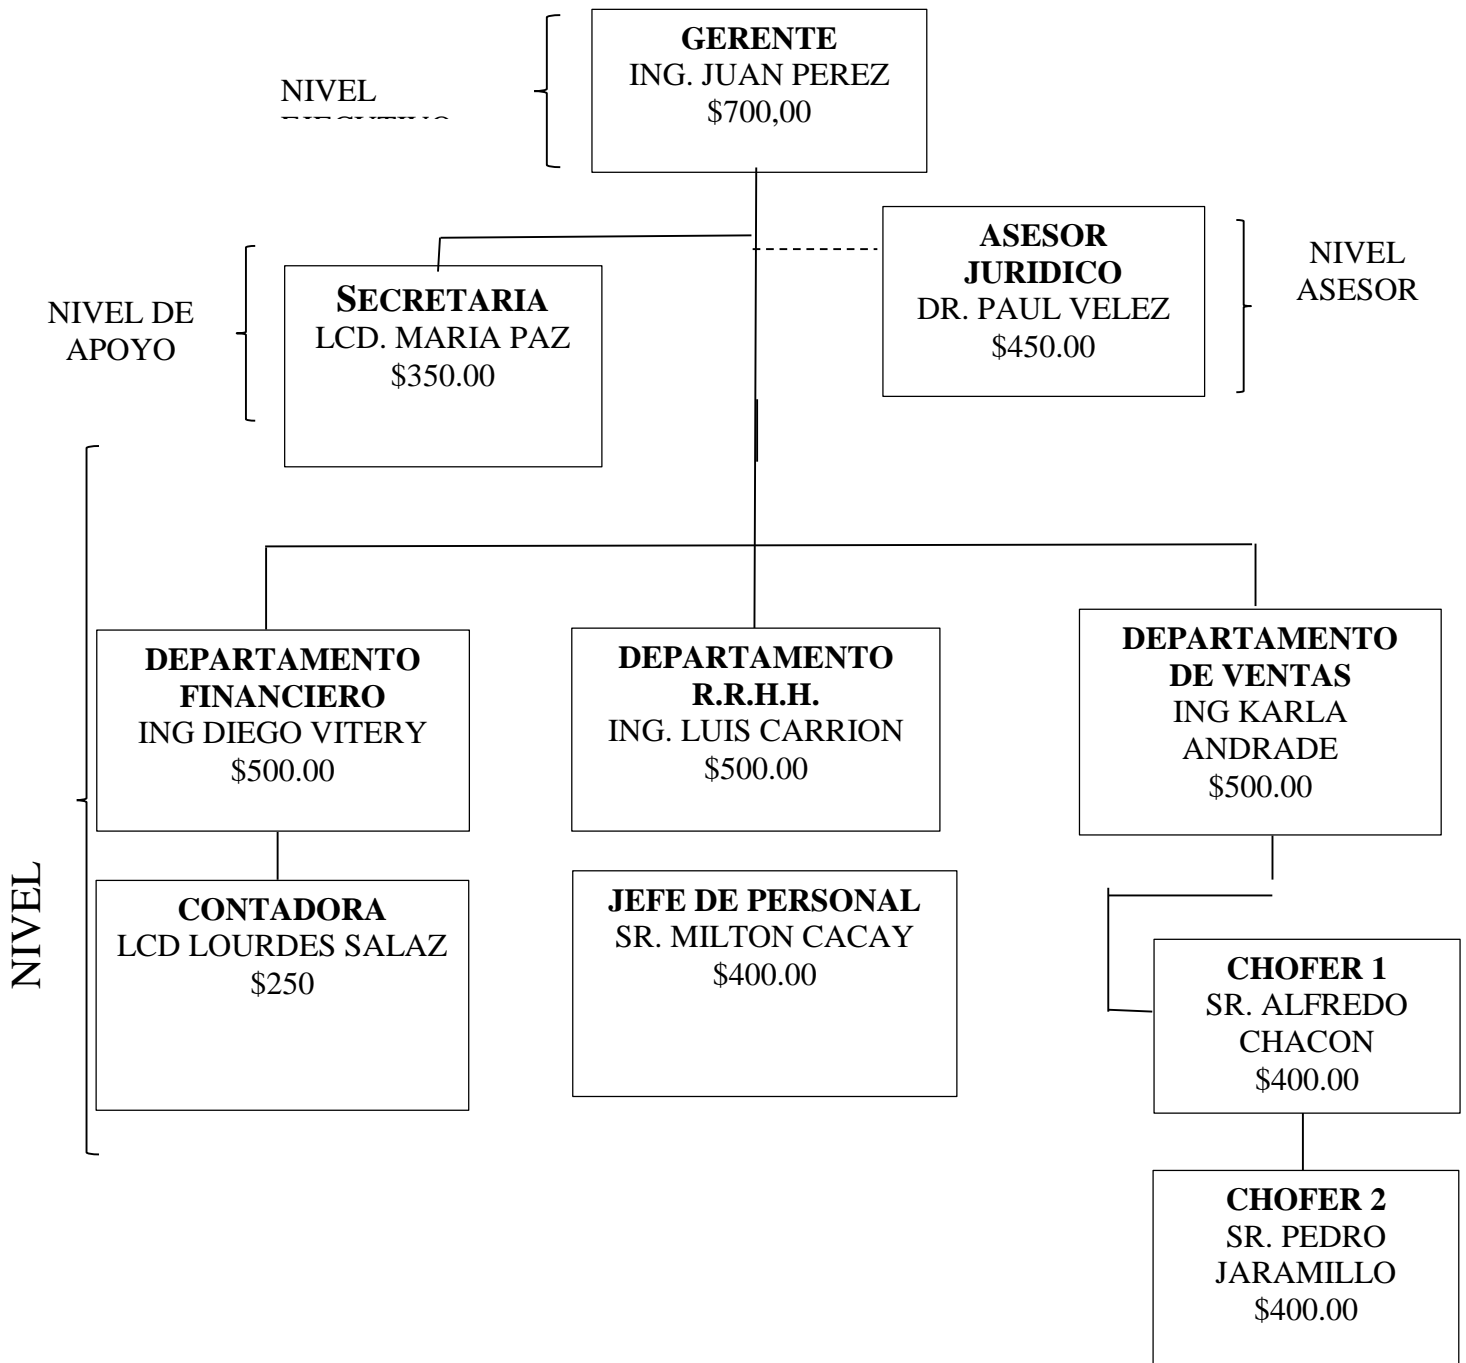 GERENTE
ING. JUAN PEREZ
$700,00
NIVEL
ASESOR
JURIDICO
DR. PAUL VELEZ
$450.00
NIVEL
ASESOR
SECRETARIA
LCD. MARIA PAZ
$350.00
NIVEL DE
APOYO
NIVEL
DEPARTAMENTO
FINANCIERO
ING DIEGO VITERY
$500.00
DEPARTAMENTO
R.R.H.H.
ING. LUIS CARRION
$500.00
DEPARTAMENTO
DE VENTAS
ING KARLA
ANDRADE
$500.00
CONTADORA
LCD LOURDES SALAZ
$250
JEFE DE PERSONAL
SR. MILTON CACAY
$400.00
CHOFER 1
SR. ALFREDO
CHACON
$400.00
CHOFER 2
SR. PEDRO
JARAMILLO
$400.00